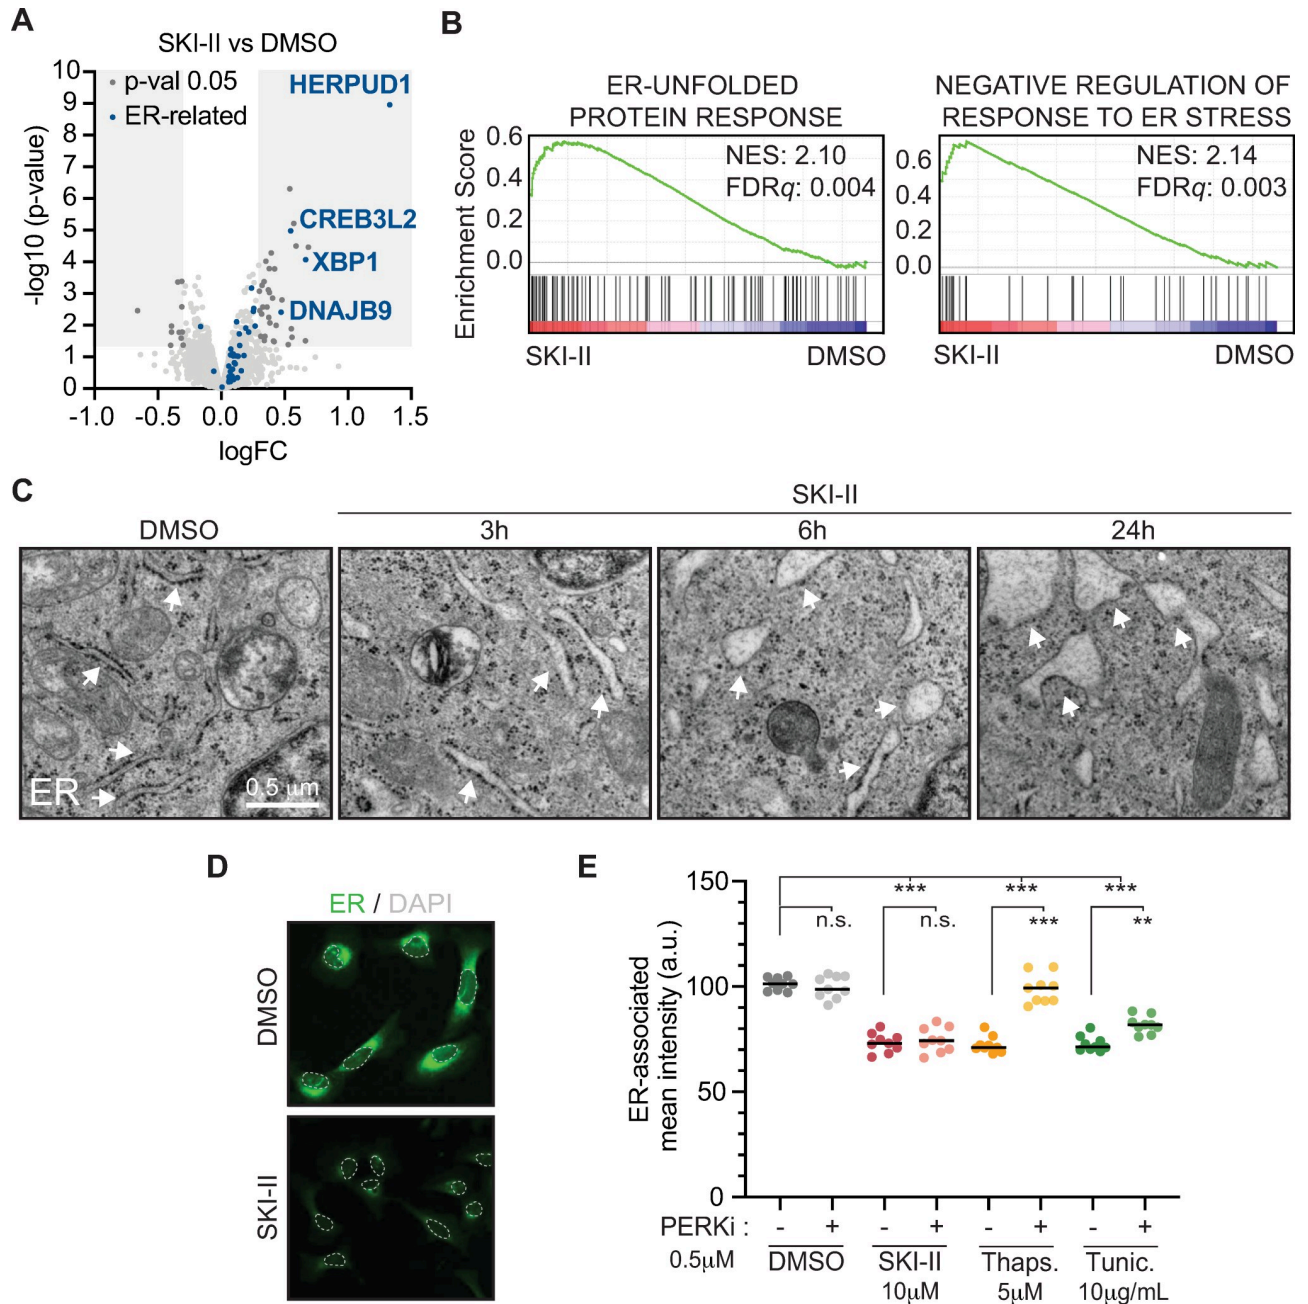 A
SKI-II vs DMSO
p-val 0.05
ER-related
HERPUD1
CREB3L2
XBP1
DNAJB9
10
9
8
7
6
5
4
3
2
1
0
-log10 (p-value)
-1.0 -0.5 0.0 0.5 1.0 1.5
logFC
B
ER-UNFOLDED
PROTEIN RESPONSE
NES: 2.10
FDRq: 0.004
0.6
0.4
0.2
0.0
Enrichment Score
SKI-II DMSO
NEGATIVE REGULATION OF
RESPONSE TO ER STRESS
NES: 2.14
FDRq: 0.003
0.6
0.4
0.2
0.0
SKI-II DMSO
C
SKI-II
DMSO 3h 6h 24h
ER
0.5 μm
D
ER / DAPI
DMSO
SKI-II
E
150
100
50
0
ER-associated
mean intensity (a.u.)
*** *** ***
n.s. n.s. *** **
PERKi : - + - + - + - +
0.5μM
DMSO SKI-II Thaps. Tunic.
10μM 5μM 10μg/mL